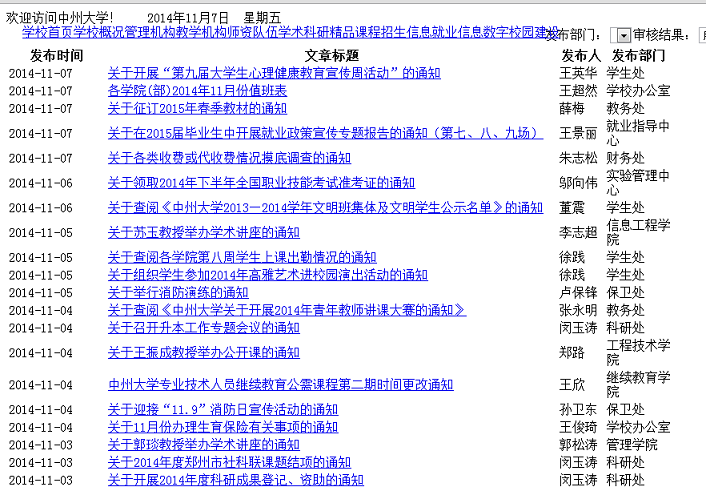 欢迎访问中州大学! 2014年11月7日 星期五
学校首页学校概况管理机构教学机构师资队伍学术科研精品课程招生信息就业信息数字校园建设
发布部门: 审核结果:
发布时间 文章标题 发布人 发布部门
2014-11-07 关于开展“第九届大学生心理健康教育宣传周活动”的通知 王英华 学生处
2014-11-07 各学院(部)2014年11月份值班表 王超然 学校办公室
2014-11-07 关于征订2015年春季教材的通知 薛梅 教务处
2014-11-07 关于在2015届毕业生中开展就业政策宣传专题报告的通知（第七、八、九场） 王景丽 就业指导中心
2014-11-07 关于各类收费或代收费情况摸底调查的通知 朱志松 财务处
2014-11-06 关于领取2014年下半年全国职业技能考试准考证的通知 邬向伟 实验管理中心
2014-11-06 关于查阅《中州大学2013—2014学年文明班集体及文明学生公示名单》的通知 董震 学生处
2014-11-05 关于苏玉教授举办学术讲座的通知 李志超 信息工程学院
2014-11-05 关于查阅各学院第八周学生上课出勤情况的通知 徐践 学生处
2014-11-05 关于组织学生参加2014年高雅艺术进校园演出活动的通知 徐践 学生处
2014-11-05 关于举行消防演练的通知 卢保锋 保卫处
2014-11-04 关于查阅《中州大学关于开展2014年青年教师讲课大赛的通知》 张永明 教务处
2014-11-04 关于召开升本工作专题会议的通知 闵玉涛 科研处
2014-11-04 关于王振成教授举办公开课的通知 郑路 工程技术学院
2014-11-04 中州大学专业技术人员继续教育公需课程第二期时间更改通知 王欣 继续教育学院
2014-11-04 关于迎接“11.9”消防日宣传活动的通知 孙卫东 保卫处
2014-11-04 关于11月份办理生育保险有关事项的通知 王俊琦 学校办公室
2014-11-03 关于郭琰教授举办学术讲座的通知 郭松涛 管理学院
2014-11-03 关于2014年度郑州市社科联课题结项的通知 闵玉涛 科研处
2014-11-03 关于开展2014年度科研成果登记、资助的通知 闵玉涛 科研处